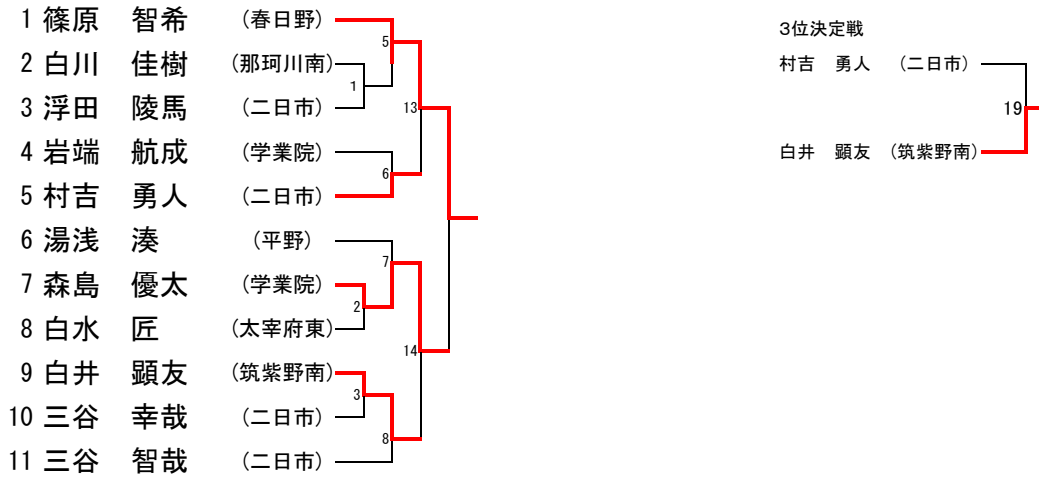 1 篠原　智希　（春日野）
2 白川　佳樹　（那珂川南）
3 浮田　陵馬　（二日市）
4 岩端　航成　（学業院）
5 村吉　勇人　（二日市）
6 湯浅　湊　（平野）
7 森島　優太　（学業院）
8 白水　匠　（太宰府東）
9 白井　顕友　（筑紫野南）
10 三谷　幸哉　（二日市）
11 三谷　智哉　（二日市）
5
1
13
6
7
2
14
3
8
3位決定戦
村吉　勇人　（二日市）
19
白井　顕友　（筑紫野南）